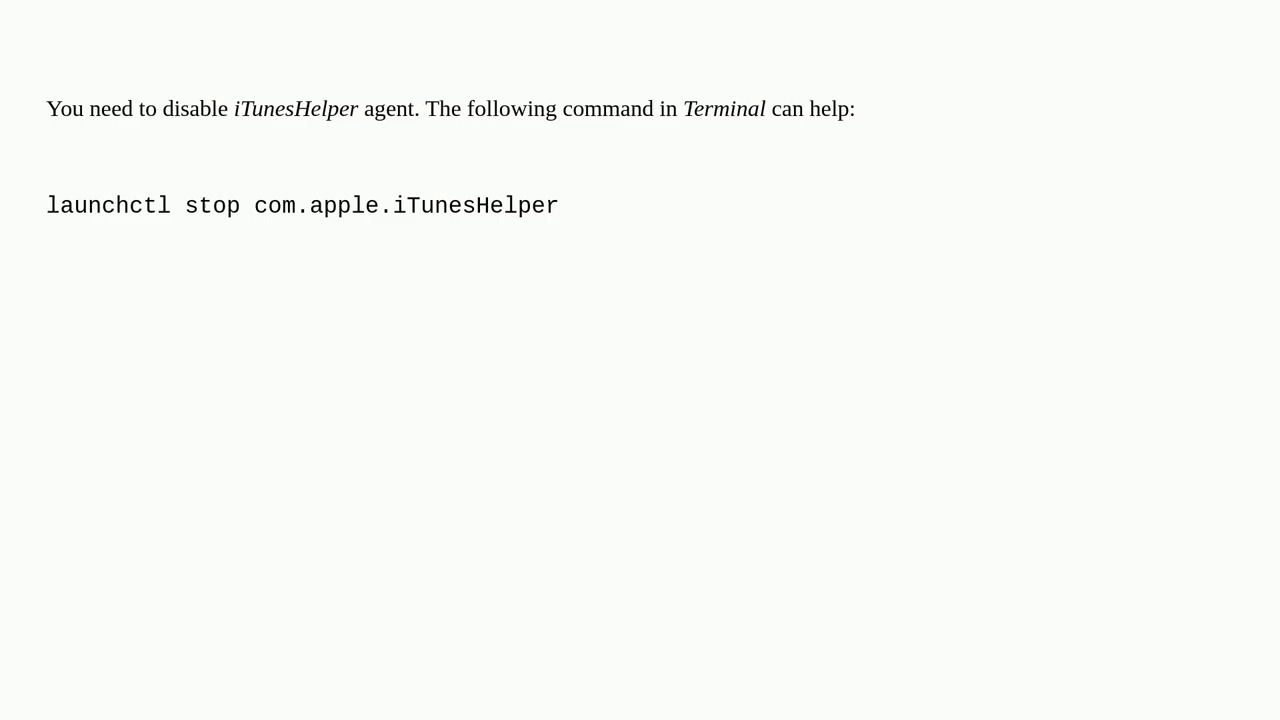 You need to disable iTunesHelper agent. The following command in Terminal can help:
launchctl stop com.apple.iTunesHelper